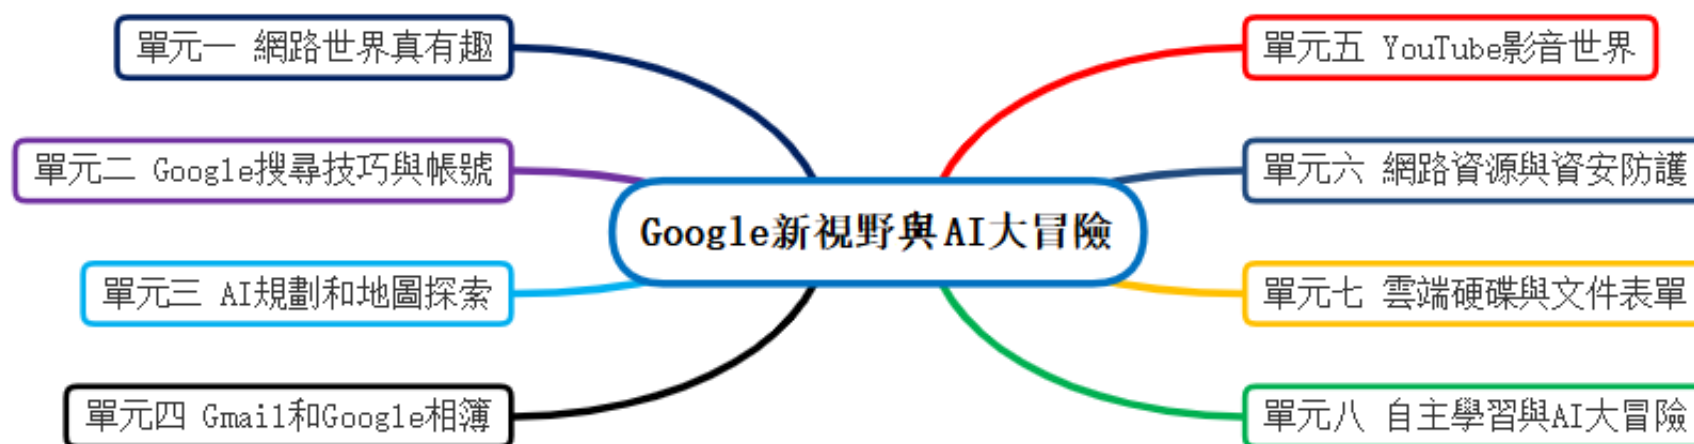 單元一 網路世界真有趣
單元二 Google搜尋技巧與帳號
單元三 AI規劃和地圖探索
單元四 Gmail和Google相簿
Google新視野與AI大冒險
單元五 YouTube影音世界
單元六 網路資源與資安防護
單元七 雲端硬碟與文件表單
單元八 自主學習與AI大冒險